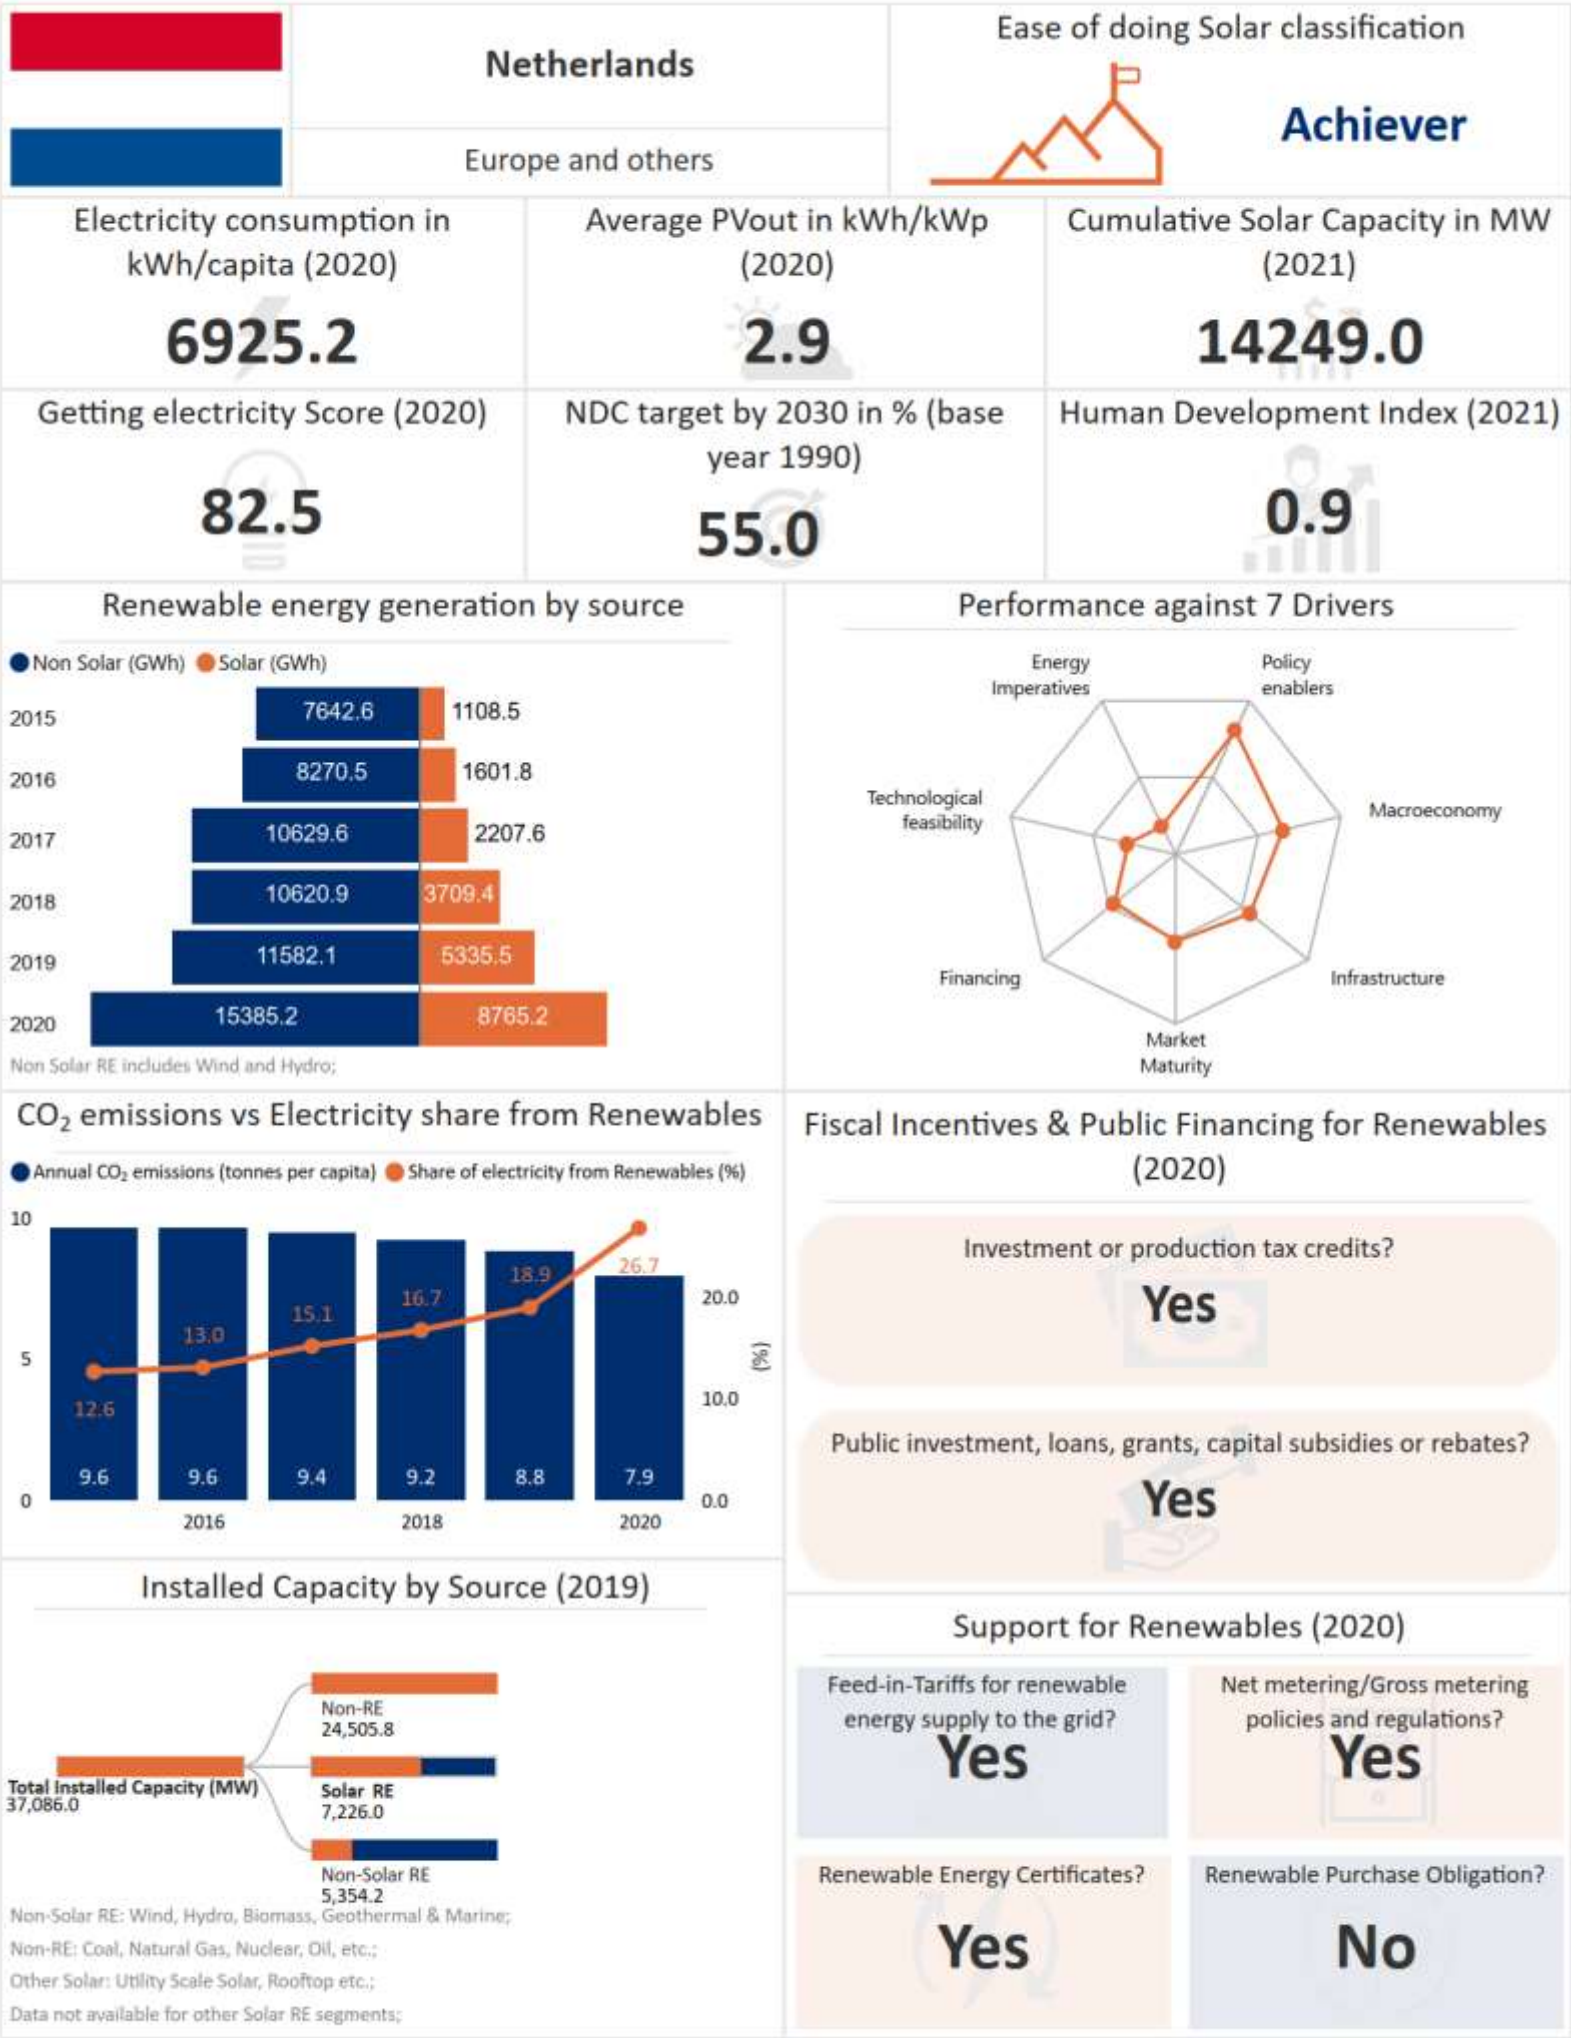 Netherlands
Europe and others
Ease of doing Solar classification
Achiever
Electricity consumption in
kWh/capita (2020)
6925.2
Average PVout in kWh/kWp
(2020)
2.9
Cumulative Solar Capacity in MW
(2021)
14249.0
Getting electricity Score (2020)
82.5
NDC target by 2030 in % (base
year 1990)
55.0
Human Development Index (2021)
0.9
Renewable energy generation by source
Non Solar (GWh) Solar (GWh)
2015 7642.6 1108.5
2016 8270.5 1601.8
2017 10629.6 2207.6
2018 10620.9 3709.4
2019 11582.1 5335.5
2020 15385.2 8765.2
Non Solar RE includes Wind and Hydro;
Performance against 7 Drivers
Energy
Imperatives
Policy
enablers
Technological
feasibility
Macroeconomy
Financing
Infrastructure
Market
Maturity
CO₂ emissions vs Electricity share from Renewables
Annual CO₂ emissions (tonnes per capita) Share of electricity from Renewables (%)
10
5
0
12.6
13.0
15.1
16.7
18.9
26.7
9.6 9.6 9.4 9.2 8.8 7.9
20.0
10.0
0.0
(%)
2016 2018 2020
Fiscal Incentives & Public Financing for Renewables
(2020)
Investment or production tax credits?
Yes
Public investment, loans, grants, capital subsidies or rebates?
Yes
Installed Capacity by Source (2019)
Total Installed Capacity (MW)
37,086.0
Non-RE
24,505.8
Solar RE
7,226.0
Non-Solar RE
5,354.2
Non-Solar RE: Wind, Hydro, Biomass, Geothermal & Marine;
Non-RE: Coal, Natural Gas, Nuclear, Oil, etc.;
Other Solar: Utility Scale Solar, Rooftop etc.;
Data not available for other Solar RE segments;
Support for Renewables (2020)
Feed-in-Tariffs for renewable
energy supply to the grid?
Yes
Net metering/Gross metering
policies and regulations?
Yes
Renewable Energy Certificates?
Yes
Renewable Purchase Obligation?
No